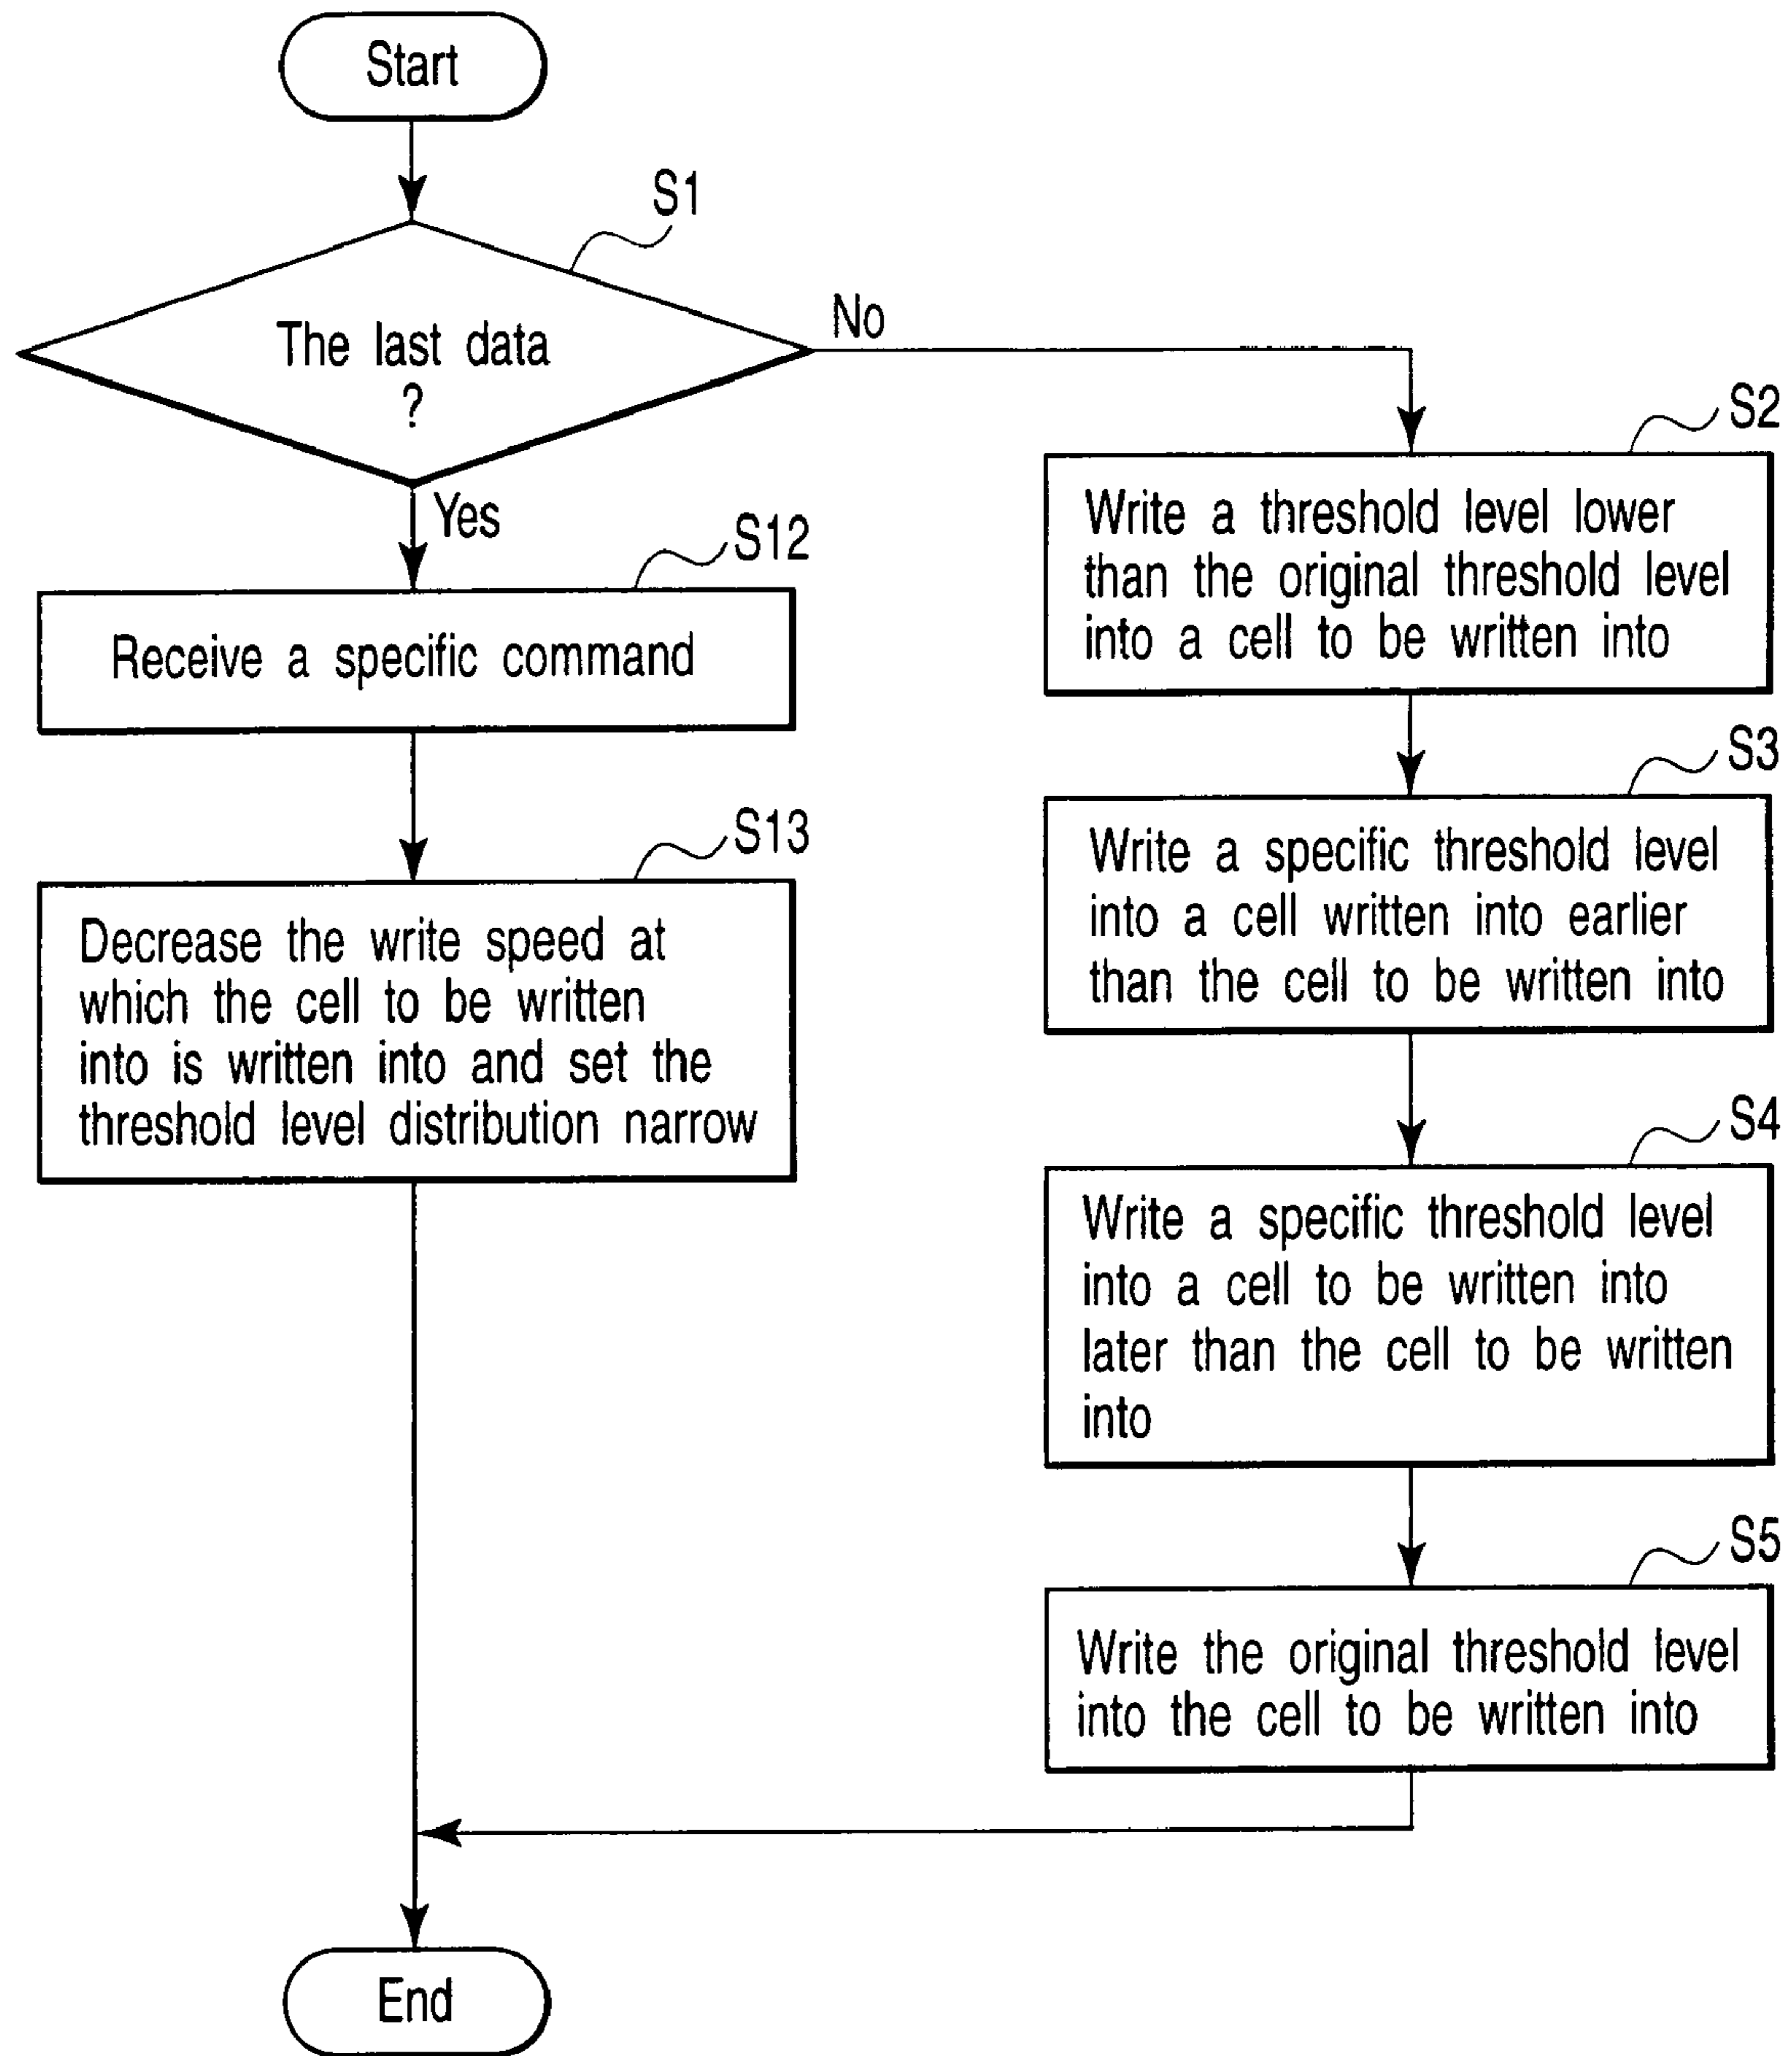 Start
S1
The last data
?
No
Yes
S12
Receive a specific command
S13
Decrease the write speed at
which the cell to be written
into is written into and set the
threshold level distribution narrow
S2
Write a threshold level lower
than the original threshold level
into a cell to be written into
S3
Write a specific threshold level
into a cell written into earlier
than the cell to be written into
S4
Write a specific threshold level
into a cell to be written into
later than the cell to be written
into
S5
Write the original threshold level
into the cell to be written into
End